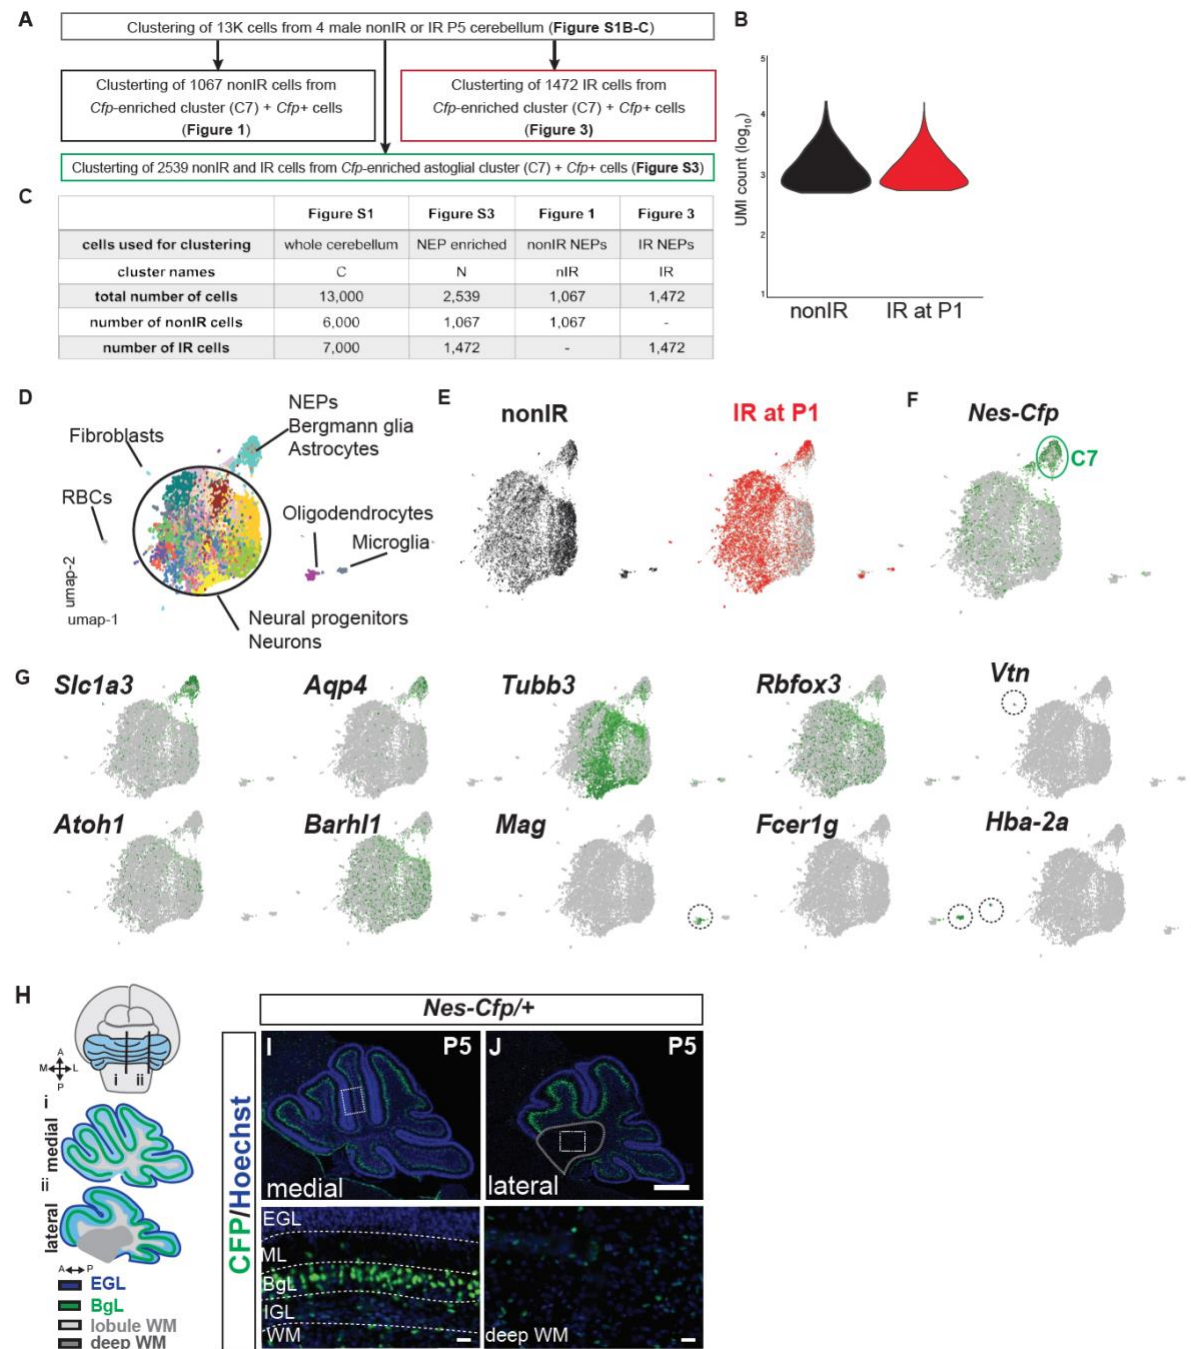 A
Clustering of 13K cells from 4 male nonIR or IR P5 cerebellum (Figure S1B-C)
Clusterting of 1067 nonIR cells from
Cfp-enriched cluster (C7) + Cfp+ cells
(Figure 1)
Clusterting of 1472 IR cells from
Cfp-enriched cluster (C7) + Cfp+ cells
(Figure 3)
Clusterting of 2539 nonIR and IR cells from Cfp-enriched astoglial cluster (C7) + Cfp+ cells (Figure S3)
B
UMI count (log10)
5
4
3
2
1
nonIR IR at P1
C
Figure S1 Figure S3 Figure 1 Figure 3
cells used for clustering whole cerebellum NEP enriched nonIR NEPs IR NEPs
cluster names C N nIR IR
total number of cells 13,000 2,539 1,067 1,472
number of nonIR cells 6,000 1,067 1,067 -
number of IR cells 7,000 1,472 - 1,472
D
NEPs
Bergmann glia
Astrocytes
Fibroblasts
RBCs
Oligodendrocytes
Microglia
Neural progenitors
Neurons
umap-2
umap-1
E
nonIR IR at P1
F
Nes-Cfp
C7
G
Slc1a3 Aqp4 Tubb3 Rbfox3 Vtn
Atoh1 Barhl1 Mag Fcer1g Hba-2a
H
A
M L
P
i ii
i
medial
ii
lateral
A P
EGL
BgL
lobule WM
deep WM
Nes-Cfp/+
CFP/Hoechst
I P5
medial
J P5
lateral
EGL
ML
BgL
IGL
WM
deep WM